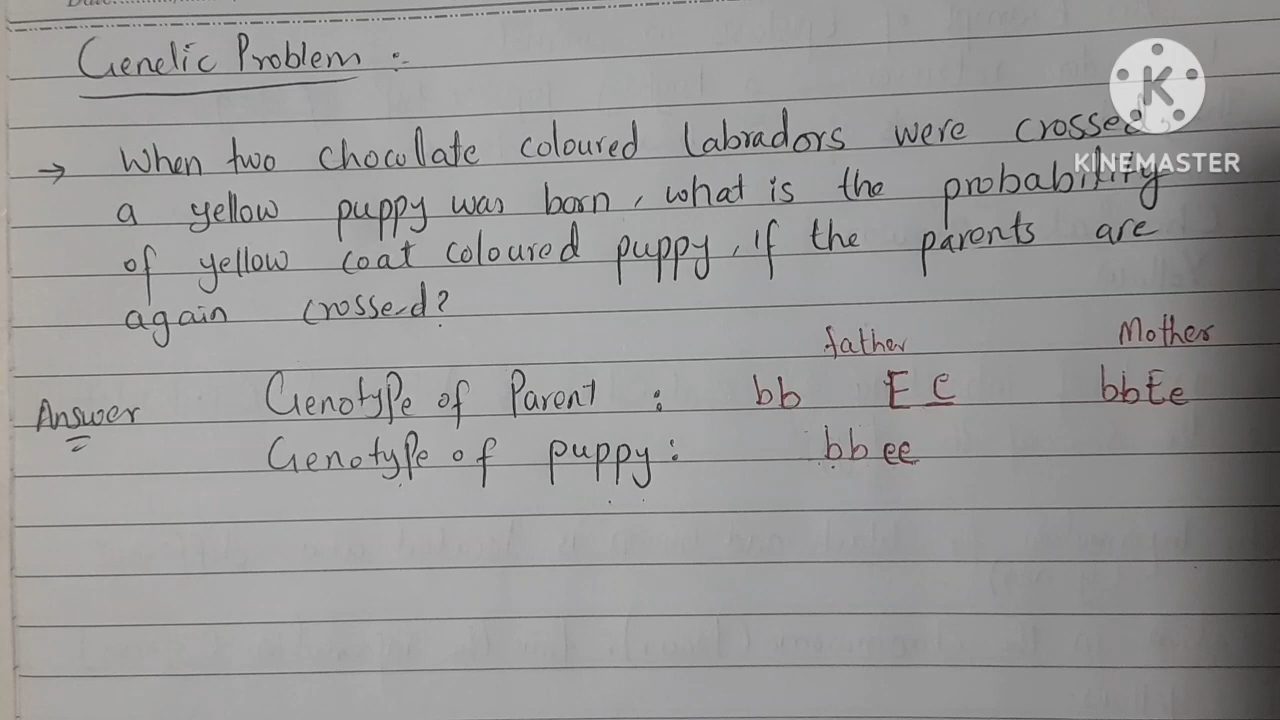 Genetic Problem :-
K
KINEMASTER
→ When two chocolate coloured labradors were crossed,
a yellow puppy was born, what is the probability
of yellow coat coloured puppy, if the parents are
again crossed?
father Mother
Answer Genotype of Parent : bb Ee bbEe
Genotype of puppy: bbee